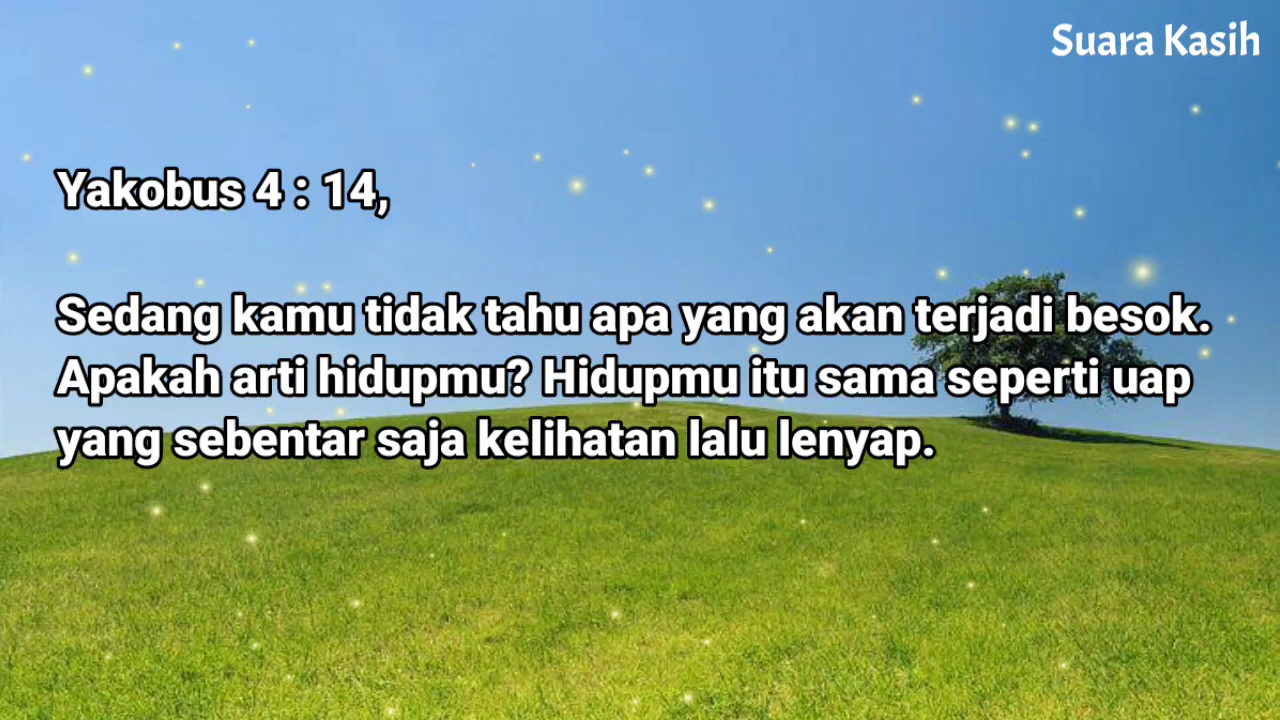 Suara Kasih
Yakobus 4 : 14,
Sedang kamu tidak tahu apa yang akan terjadi besok.
Apakah arti hidupmu? Hidupmu itu sama seperti uap
yang sebentar saja kelihatan lalu lenyap.